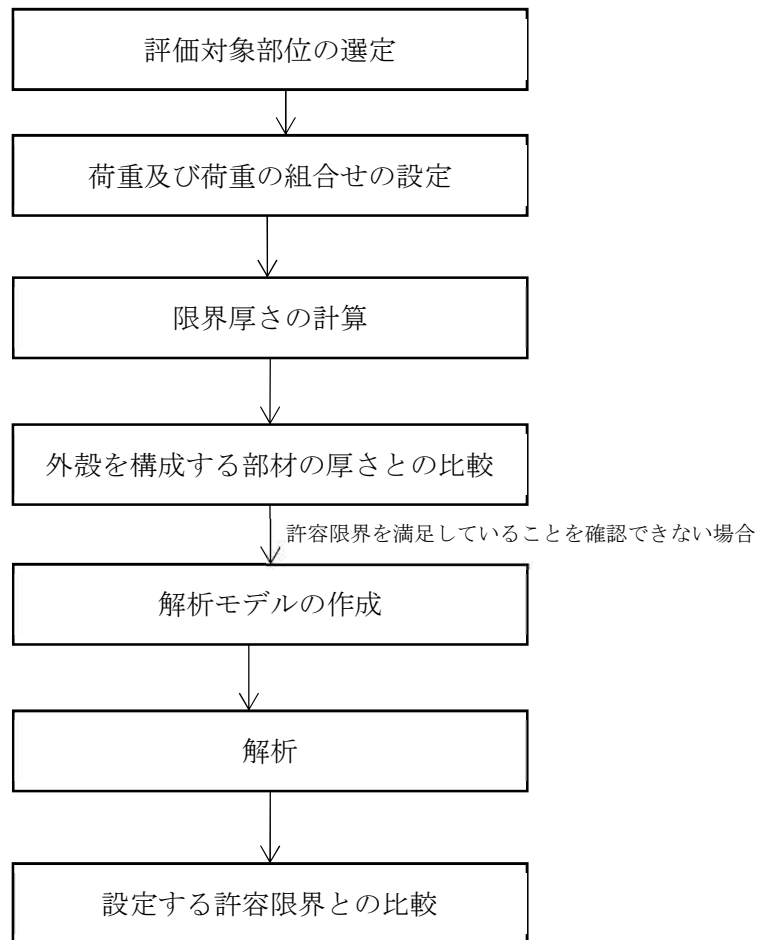 評価対象部位の選定
荷重及び荷重の組合せの設定
限界厚さの計算
外殻を構成する部材の厚さとの比較
許容限界を満足していることを確認できない場合
解析モデルの作成
解析
設定する許容限界との比較